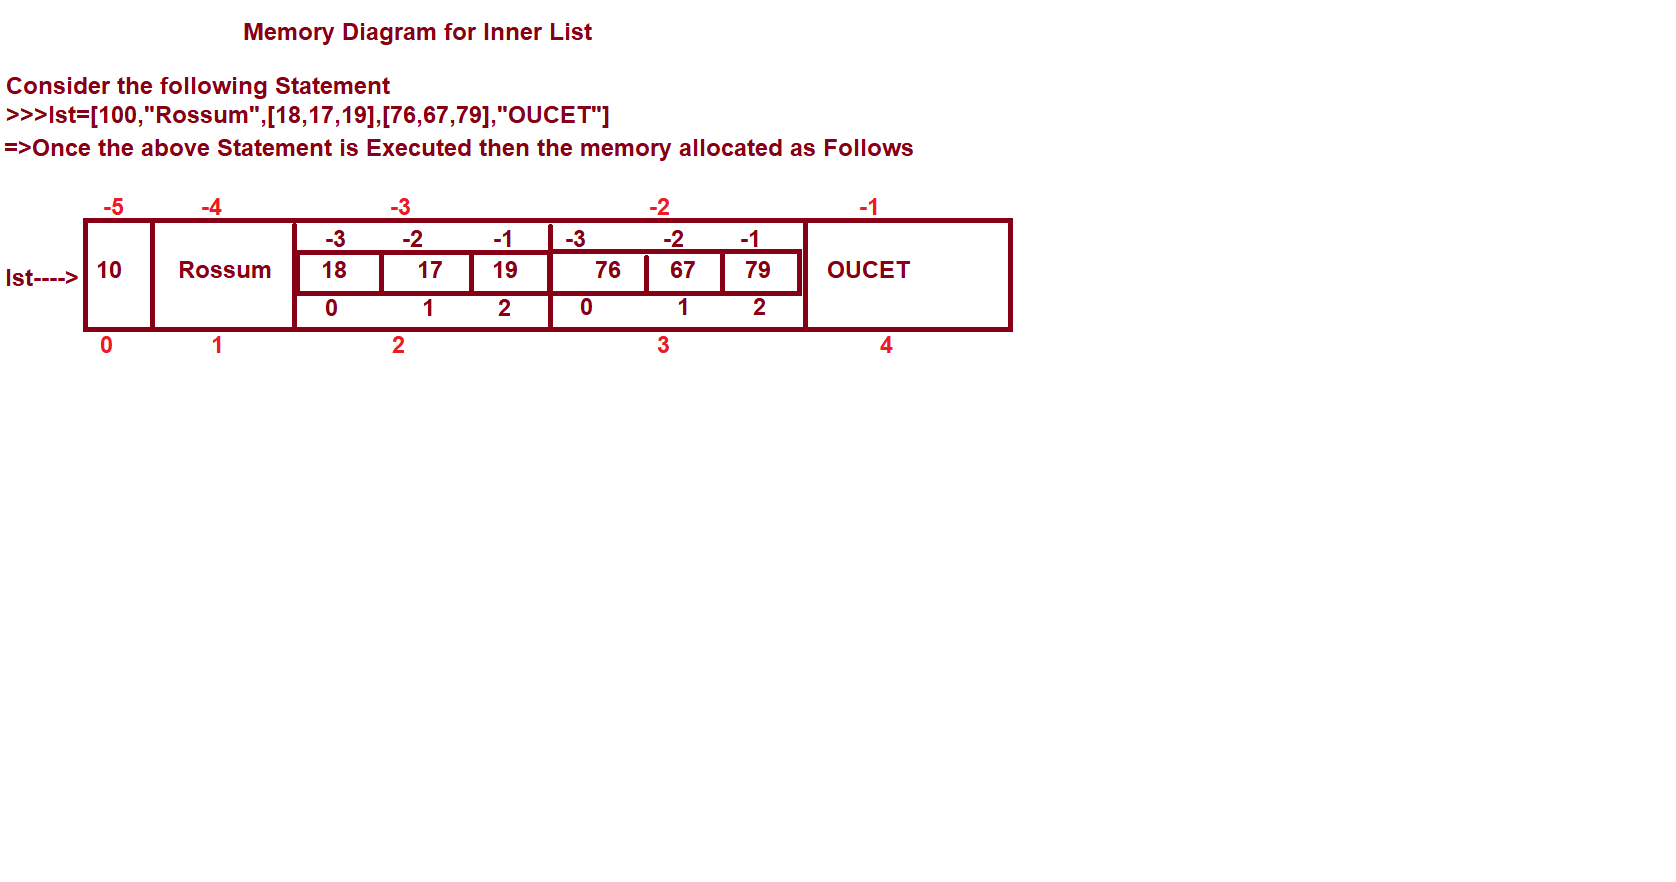 Memory Diagram for Inner List
Consider the following Statement
>>>lst=[100,"Rossum",[18,17,19],[76,67,79],"OUCET"]
=>Once the above Statement is Executed then the memory allocated as Follows
-5 -4 -3 -2 -1
-3 -2 -1 -3 -2 -1
lst----> 10 Rossum 18 17 19 76 67 79 OUCET
0 1 2 0 1 2
0 1 2 3 4